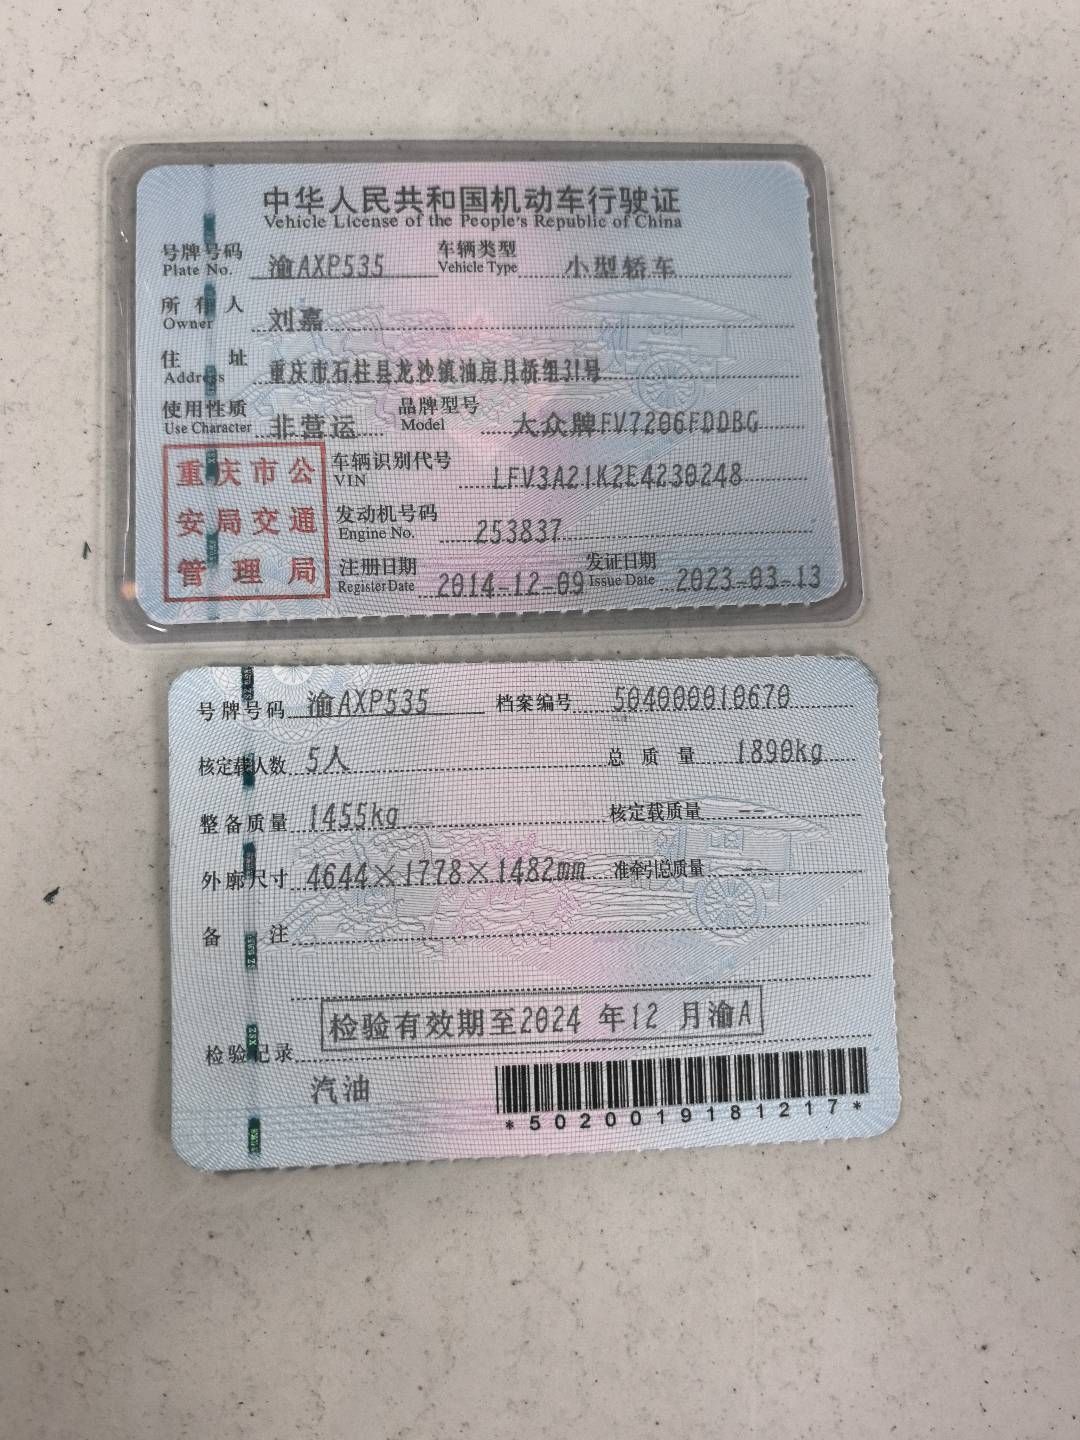 中华人民共和国机动车行驶证
Vehicle License of the People's Republic of China
号牌号码 渝AXP535 车辆类型 小型轿车
Plate No. Vehicle Type
所有人 刘嘉
Owner
住址 重庆市石柱县龙沙镇油房月桥组31号
Address
使用性质 非营运 品牌型号 大众牌FV7206FDDBG
Use Character Model
重庆市公
安局交通
管理局
车辆识别代号 LFV3A21K2E4230248
VIN
发动机号码 253837
Engine No.
注册日期 2014-12-09 发证日期 2023-03-13
Register Date Issue Date
号牌号码 渝AXP535 档案编号 504000010670
核定载人数 5人 总质量 1890kg
整备质量 1455kg 核定载质量 --
外廓尺寸 4644×1778×1482mm 准牵引总质量 --
备注
检验有效期至2024 年12 月渝A
检验记录
汽油
*5020019181217*